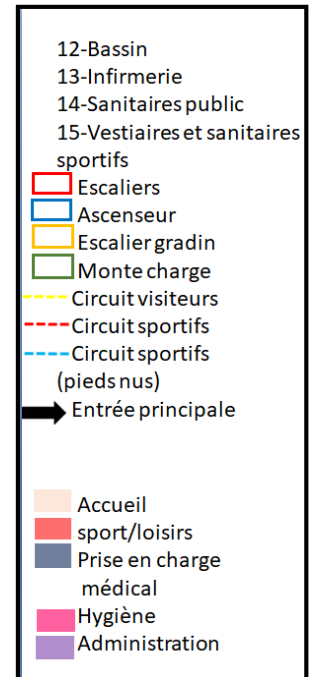 12-Bassin
13-Infirmerie
14-Sanitaires public
15-Vestiaires et sanitaires
sportifs
Escaliers
Ascenseur
Escalier gradin
Monte charge
Circuit visiteurs
Circuit sportifs
Circuit sportifs
(pieds nus)
Entrée principale
Accueil
sport/loisirs
Prise en charge
médical
Hygiène
Administration